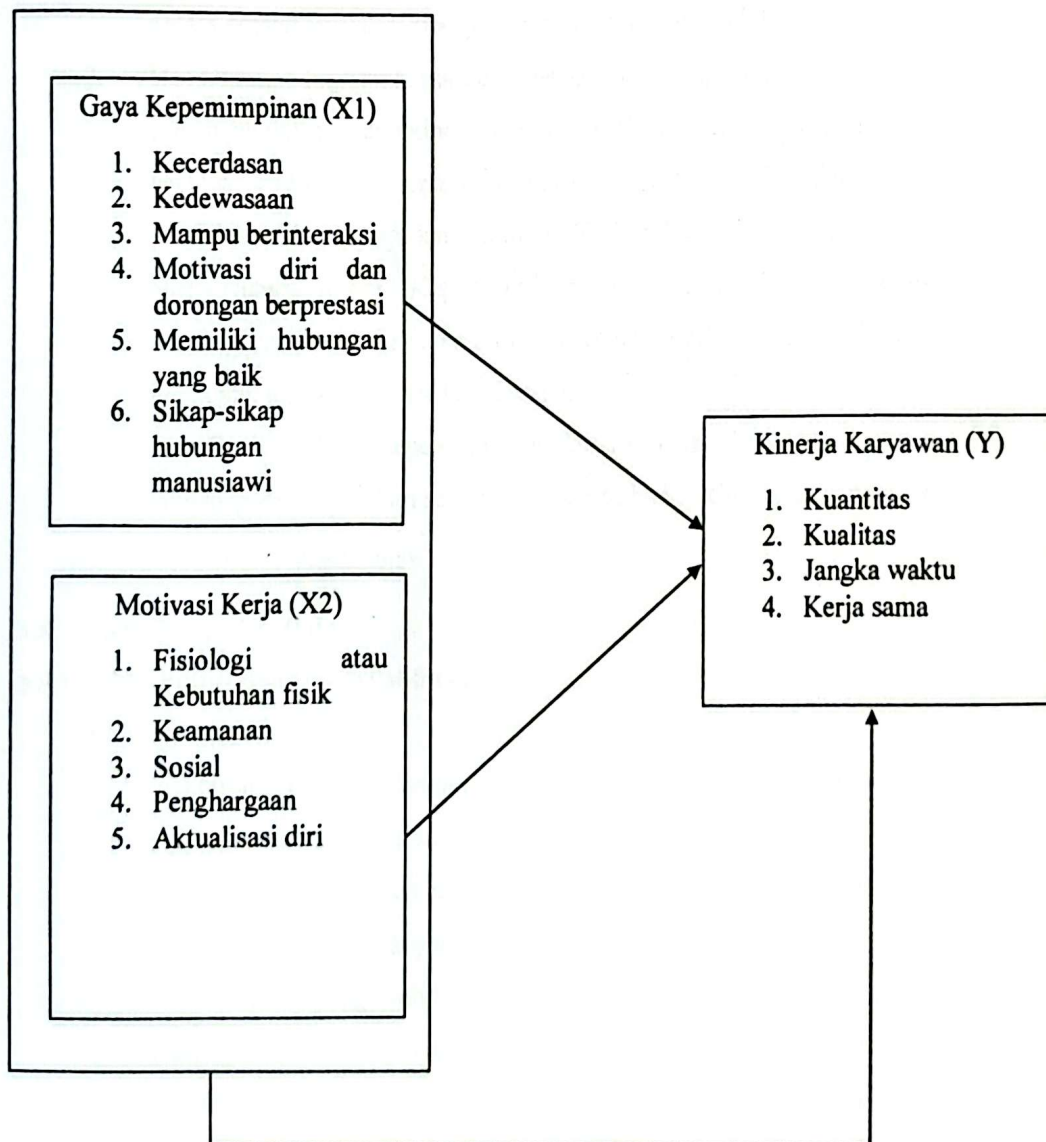 Gaya Kepemimpinan (X1)
1. Kecerdasan
2. Kedewasaan
3. Mampu berinteraksi
4. Motivasi diri dan
dorongan berprestasi
5. Memiliki hubungan
yang baik
6. Sikap-sikap
hubungan
manusiawi
Motivasi Kerja (X2)
1. Fisiologi atau
Kebutuhan fisik
2. Keamanan
3. Sosial
4. Penghargaan
5. Aktualisasi diri
Kinerja Karyawan (Y)
1. Kuantitas
2. Kualitas
3. Jangka waktu
4. Kerja sama